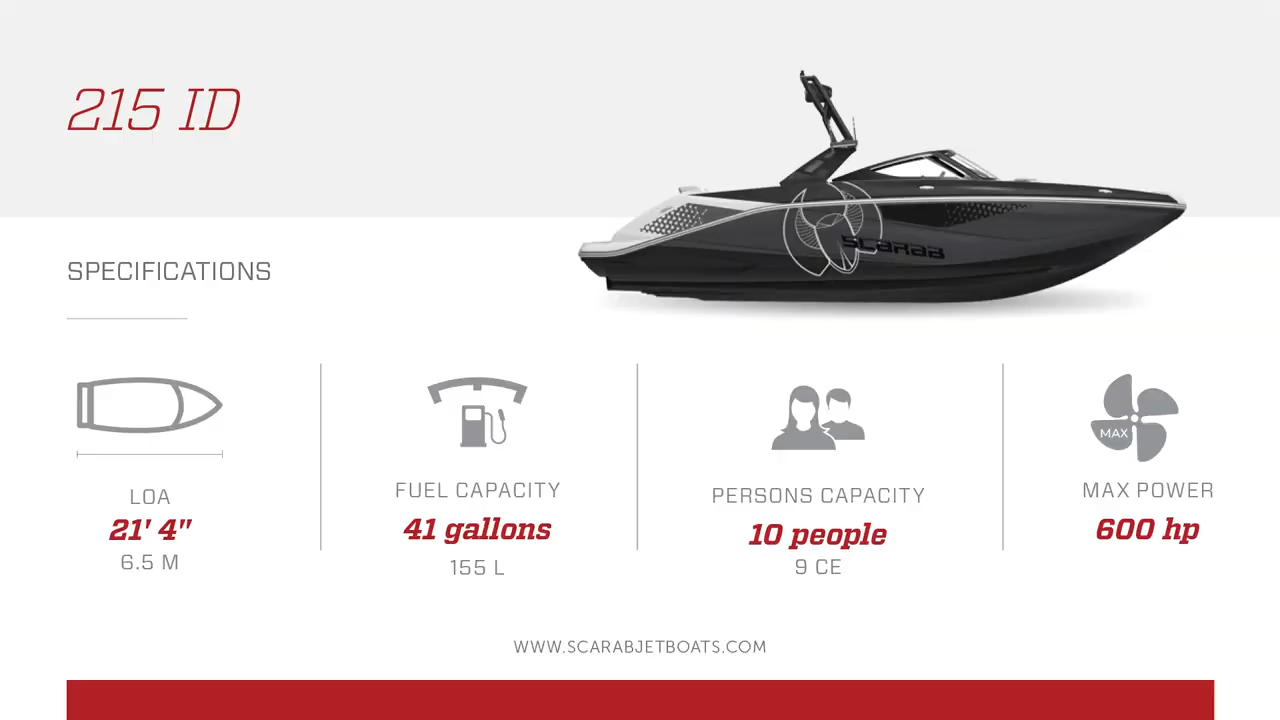 215 ID
SCARAB
SPECIFICATIONS
LOA
21' 4"
6.5 M
FUEL CAPACITY
41 gallons
155 L
PERSONS CAPACITY
10 people
9 CE
MAX
MAX POWER
600 hp
WWW.SCARABJETBOATS.COM